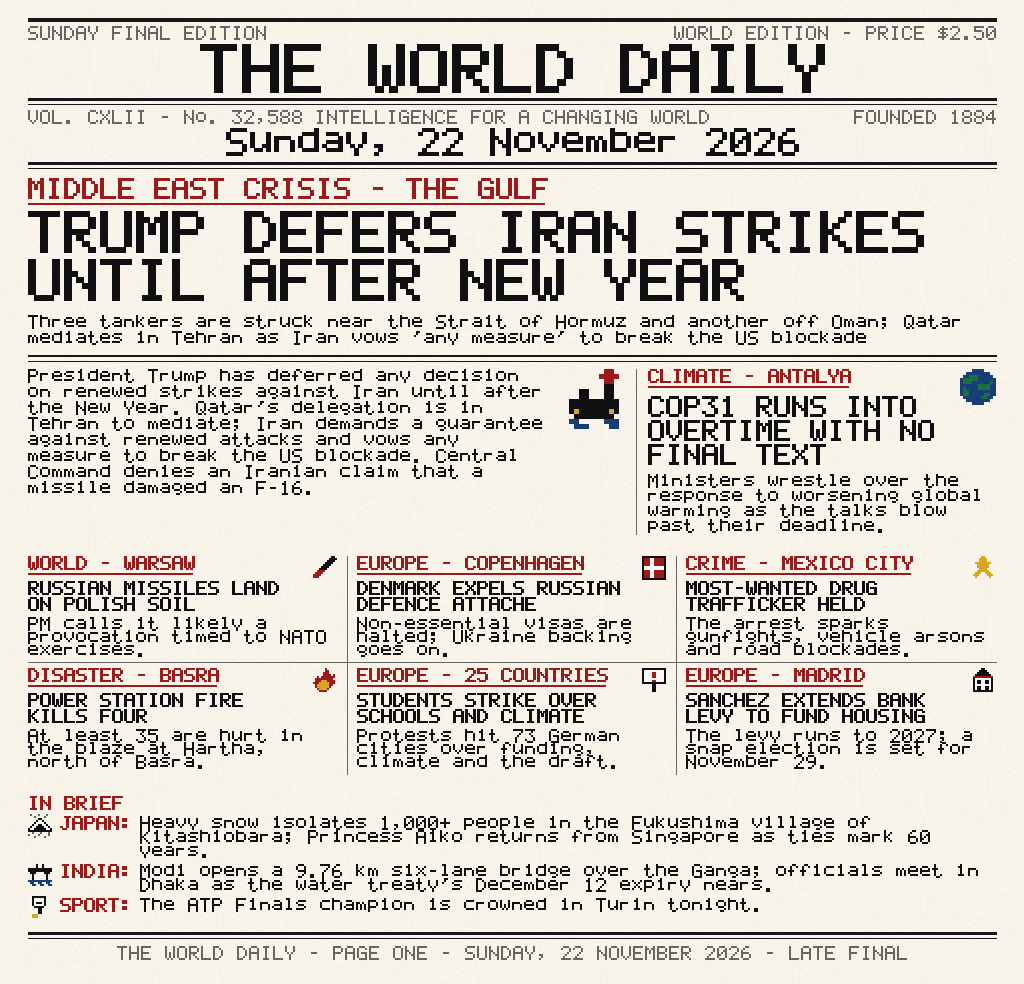 SUNDAY FINAL EDITION
WORLD EDITION - PRICE $2.50
THE WORLD DAILY
VOL. CXLII - No. 32,588 INTELLIGENCE FOR A CHANGING WORLD
FOUNDED 1884
Sunday, 22 November 2026
MIDDLE EAST CRISIS - THE GULF
TRUMP DEFERS IRAN STRIKES
UNTIL AFTER NEW YEAR
Three tankers are struck near the Strait of Hormuz and another off Oman; Qatar
mediates in Tehran as Iran vows 'any measure' to break the US blockade
President Trump has deferred any decision
on renewed strikes against Iran until after
the New Year. Qatar's delegation is in
Tehran to mediate; Iran demands a guarantee
against renewed attacks and vows any
measure to break the US blockade. Central
Command denies an Iranian claim that a
missile damaged an F-16.
CLIMATE - ANTALYA
COP31 RUNS INTO
OVERTIME WITH NO
FINAL TEXT
Ministers wrestle over the
response to worsening global
warming as the talks blow
past their deadline.
WORLD - WARSAW
RUSSIAN MISSILES LAND
ON POLISH SOIL
PM calls it likely a
provocation timed to NATO
exercises.
EUROPE - COPENHAGEN
DENMARK EXPELS RUSSIAN
DEFENCE ATTACHE
Non-essential visas are
halted; Ukraine backing
goes on.
CRIME - MEXICO CITY
MOST-WANTED DRUG
TRAFFICKER HELD
The arrest sparks
gunfights, vehicle arsons
and road blockades.
DISASTER - BASRA
POWER STATION FIRE
KILLS FOUR
At least 35 are hurt in
the blaze at Hartha,
north of Basra.
EUROPE - 25 COUNTRIES
STUDENTS STRIKE OVER
SCHOOLS AND CLIMATE
Protests hit 73 German
cities over funding,
climate and the draft.
EUROPE - MADRID
SANCHEZ EXTENDS BANK
LEVY TO FUND HOUSING
The levy runs to 2027; a
snap election is set for
November 29.
IN BRIEF
JAPAN: Heavy snow isolates 1,000+ people in the Fukushima village of
Kitashiobara; Princess Aiko returns from Singapore as ties mark 60
years.
INDIA: Modi opens a 9.76 km six-lane bridge over the Ganga; officials meet in
Dhaka as the water treaty's December 12 expiry nears.
SPORT: The ATP Finals champion is crowned in Turin tonight.
THE WORLD DAILY - PAGE ONE - SUNDAY, 22 NOVEMBER 2026 - LATE FINAL